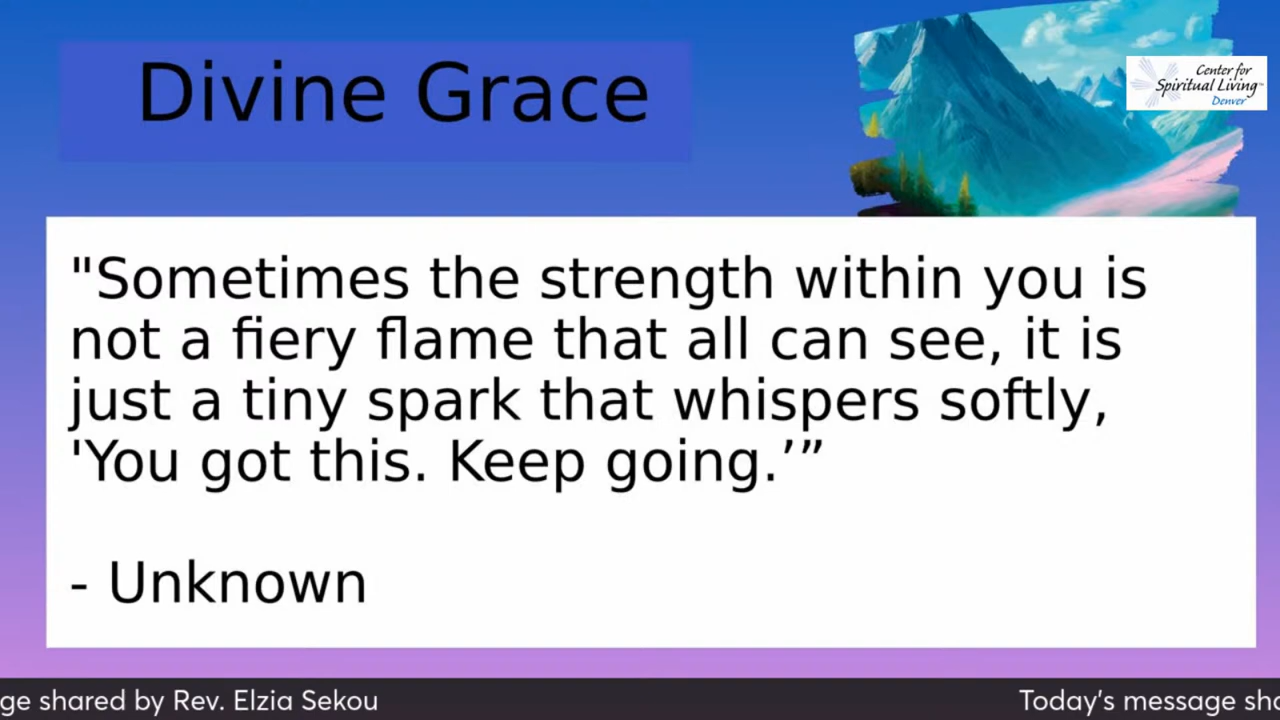 Divine Grace
Center for
Spiritual Living™
Denver
"Sometimes the strength within you is
not a fiery flame that all can see, it is
just a tiny spark that whispers softly,
'You got this. Keep going.’”
- Unknown
ge shared by Rev. Elzia Sekou
Today's message sha